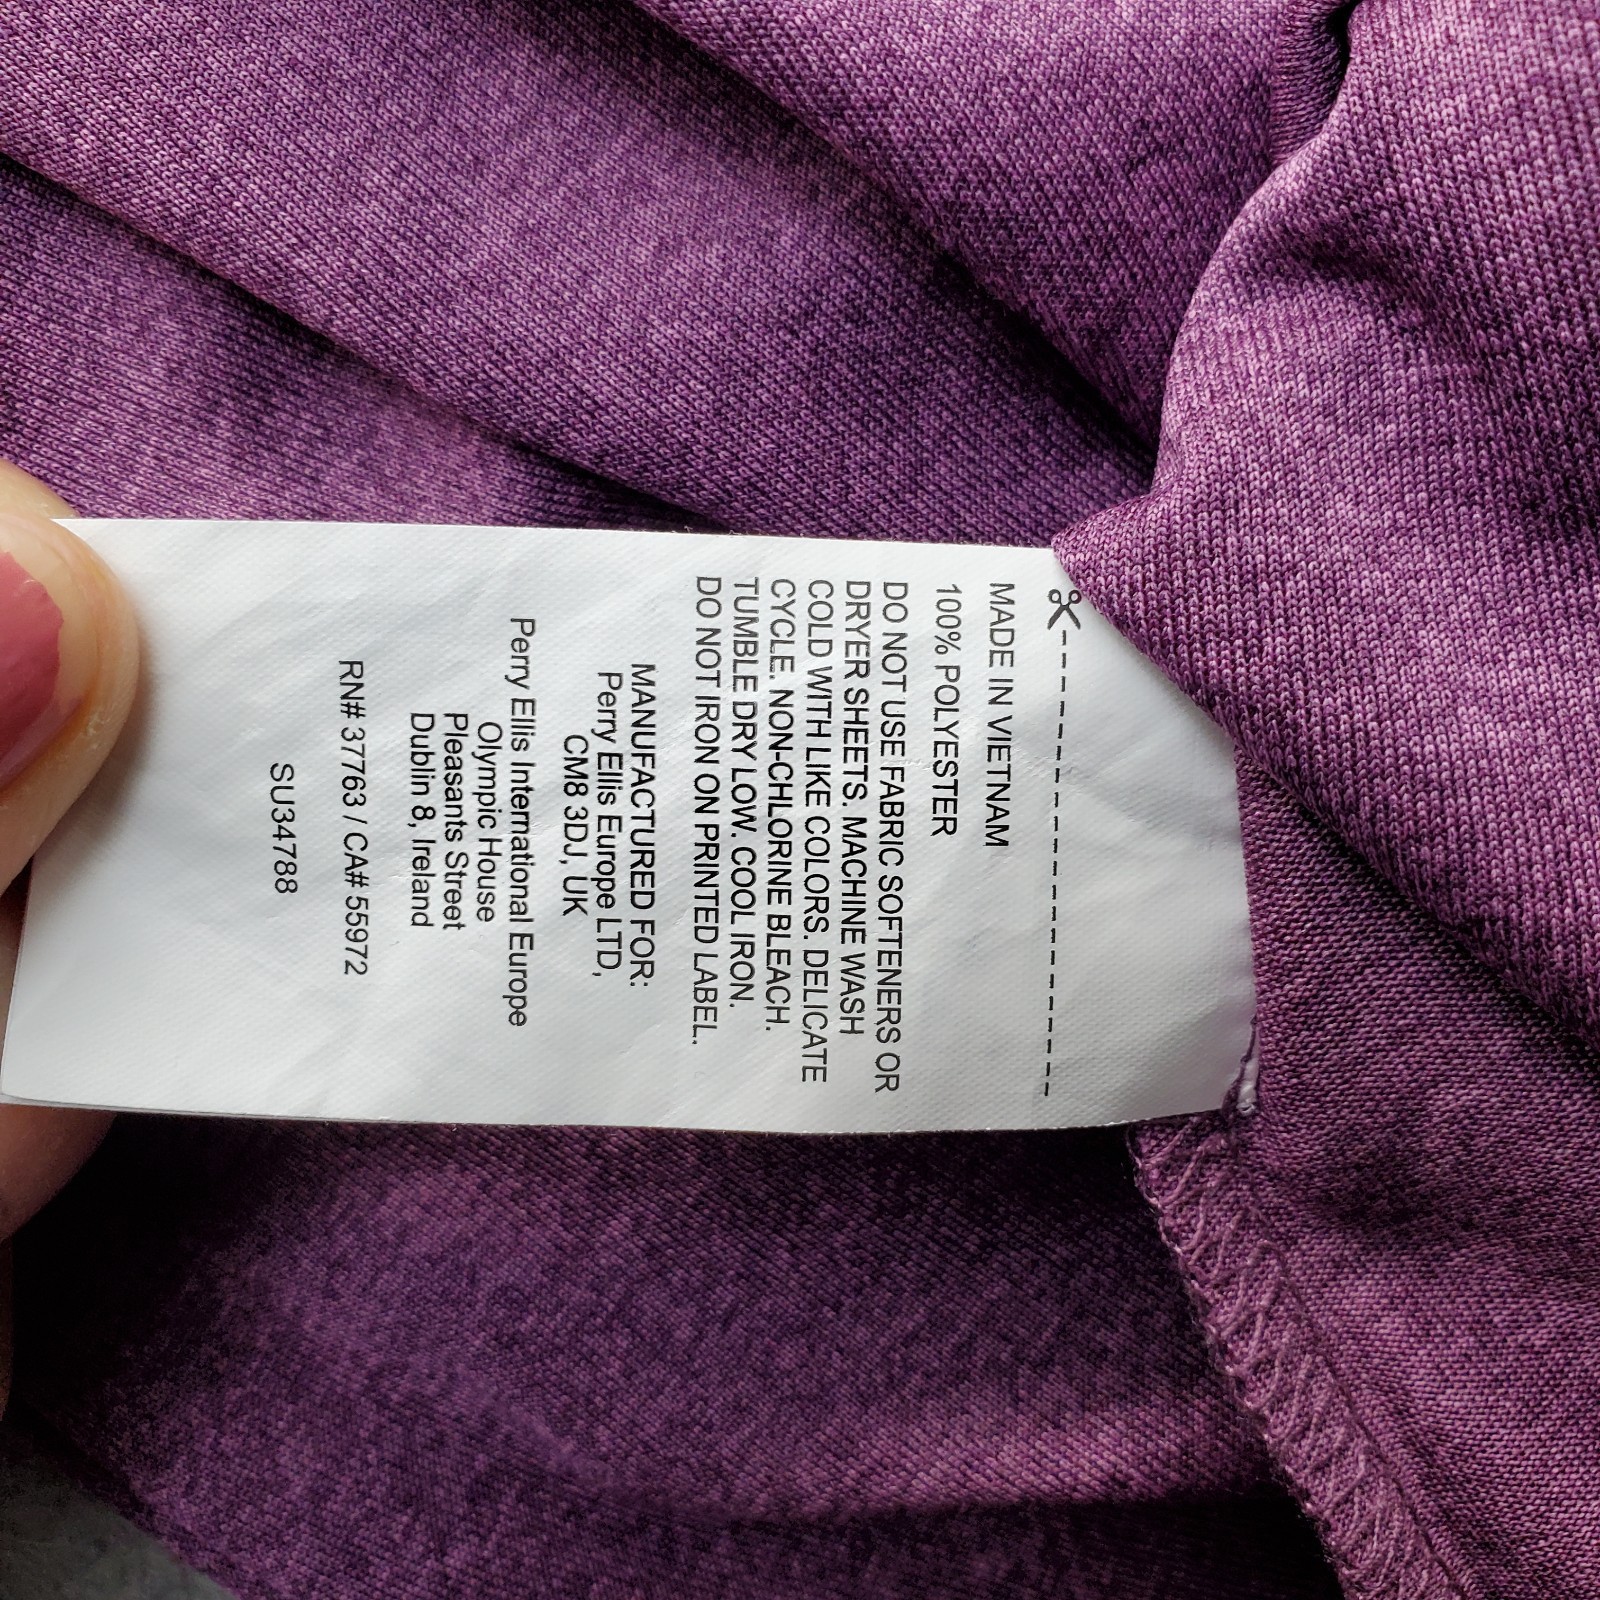 MADE IN VIETNAM
100% POLYESTER
DO NOT USE FABRIC SOFTENERS OR
DRYER SHEETS. MACHINE WASH
COLD WITH LIKE COLORS. DELICATE
CYCLE. NON-CHLORINE BLEACH.
TUMBLE DRY LOW. COOL IRON.
DO NOT IRON ON PRINTED LABEL.
MANUFACTURED FOR:
Perry Ellis Europe LTD,
CM8 3DJ, UK
Perry Ellis International Europe
Olympic House
Pleasants Street
Dublin 8, Ireland
RN# 37763 / CA# 55972
SU34788